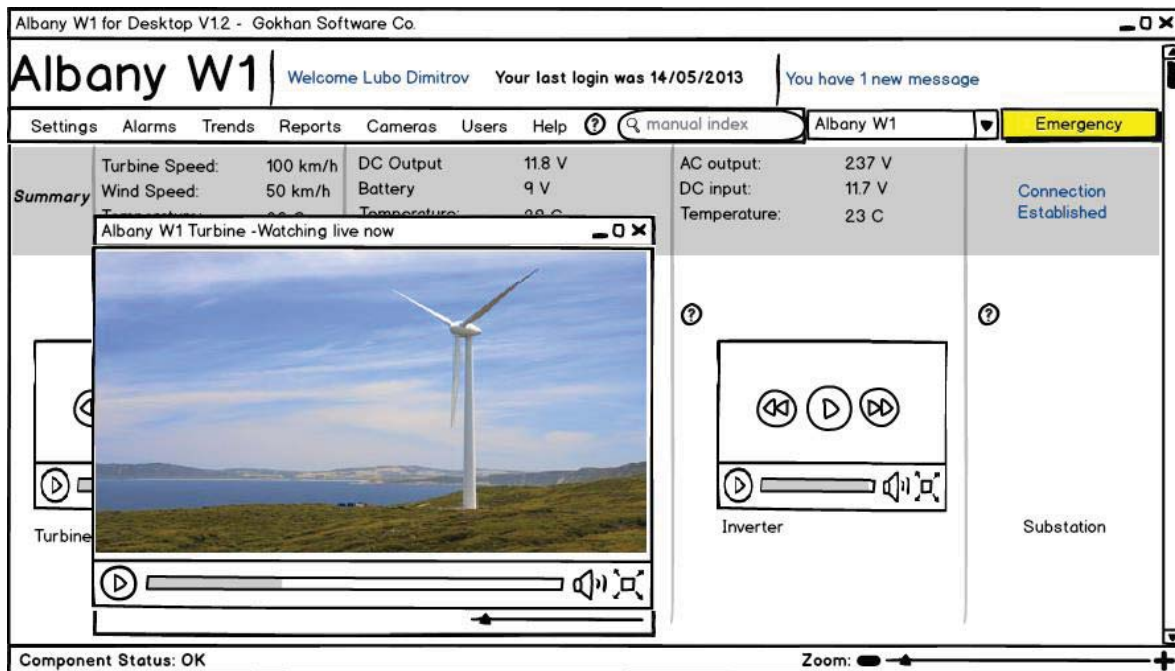 Albany W1 for Desktop V1.2 - Gokhan Software Co.
Albany W1
Welcome Lubo Dimitrov
Your last login was 14/05/2013
You have 1 new message
Settings Alarms Trends Reports Cameras Users Help ? manual index Albany W1 Emergency
Summary
Turbine Speed: 100 km/h
Wind Speed: 50 km/h
DC Output 11.8 V
Battery 9 V
AC output: 237 V
DC input: 11.7 V
Temperature: 23 C
Connection
Established
Albany W1 Turbine -Watching live now
?
?
Turbine
Inverter
Substation
Component Status: OK
Zoom: